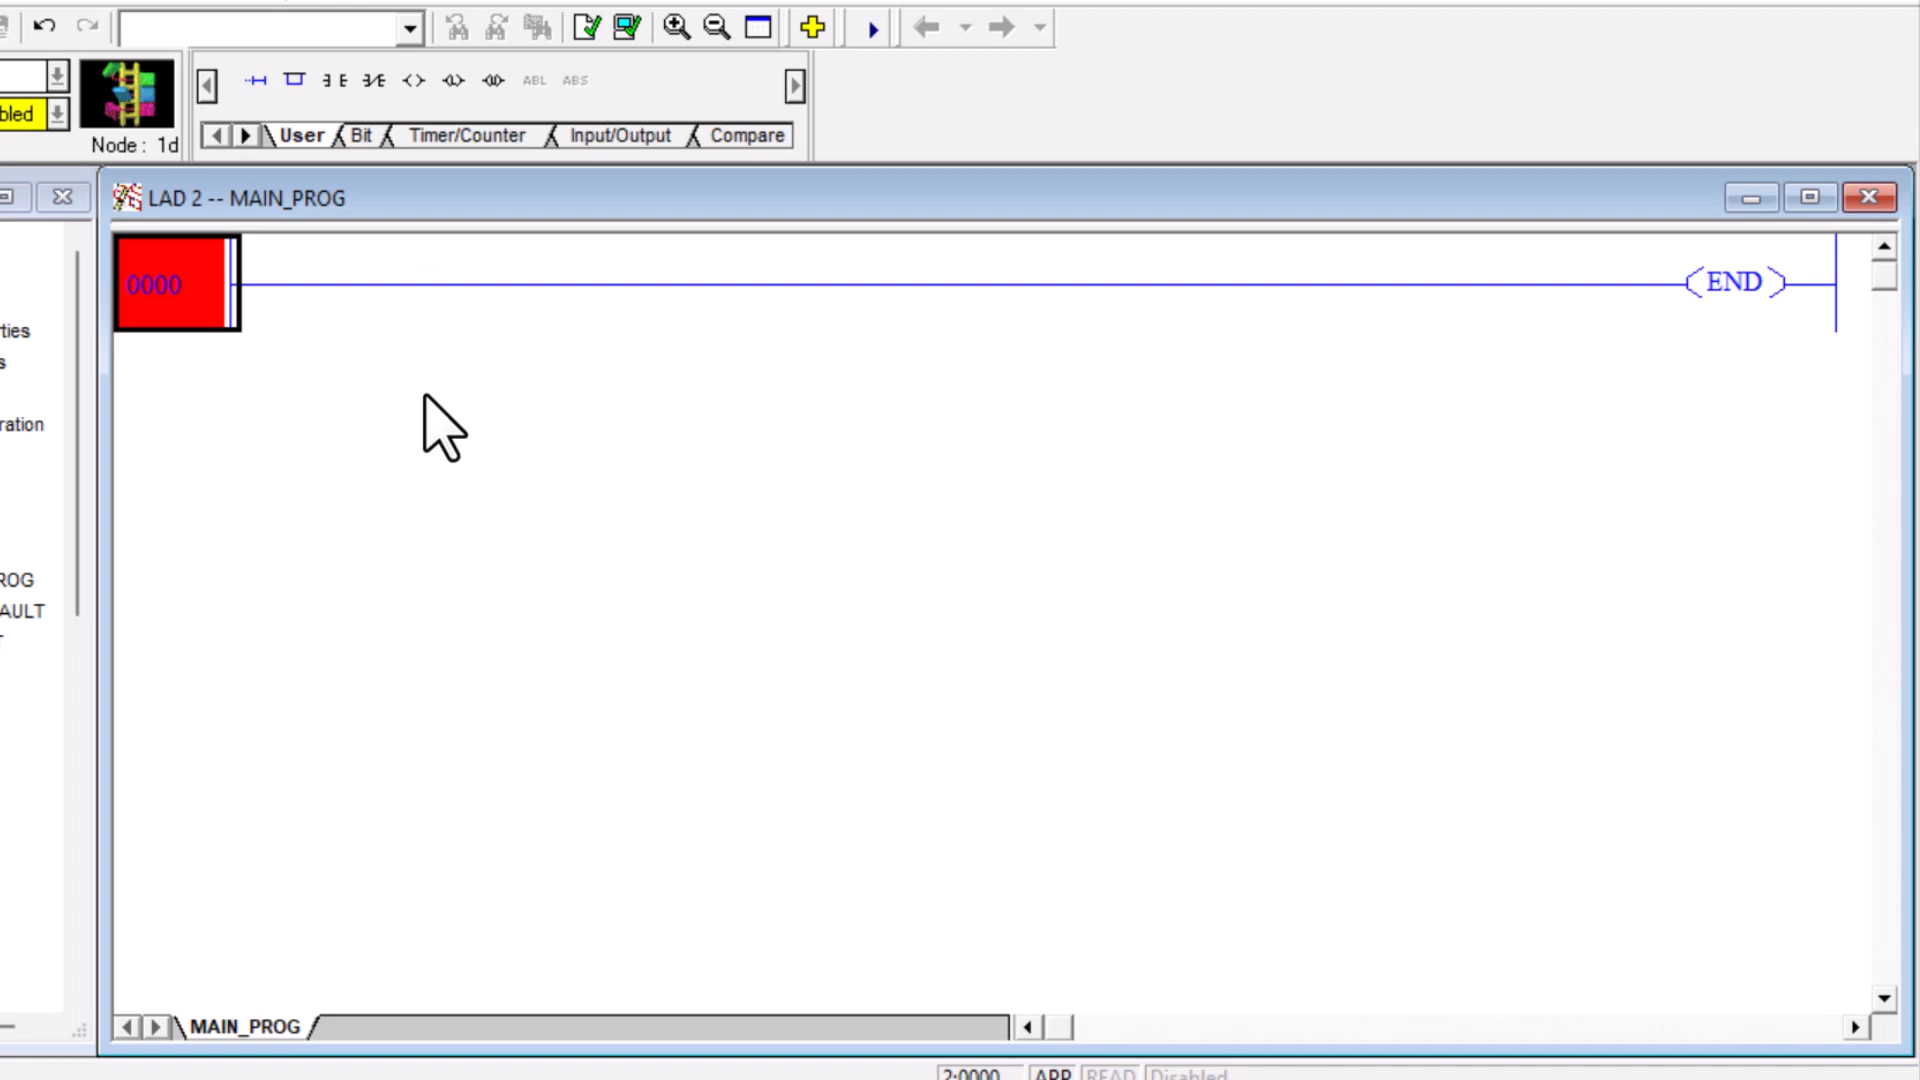 bled
Node : 1d
ABL ABS
User Bit Timer/Counter Input/Output Compare
LAD 2 -- MAIN_PROG
0000
END
ties
s
ration
ROG
AULT
T
MAIN_PROG
2:0000 APP READ Disabled